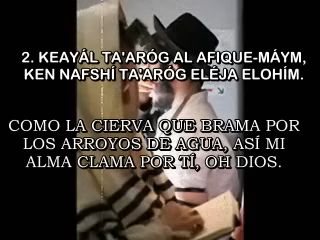 2. KEAYÁL TA'ARÓG AL AFIQUE-MÁYM,
KEN NAFSHÍ TA'ARÓG ELÉJA ELOHÍM.
COMO LA CIERVA QUE BRAMA POR
LOS ARROYOS DE AGUA, ASÍ MI
ALMA CLAMA POR TÍ, OH DIOS.